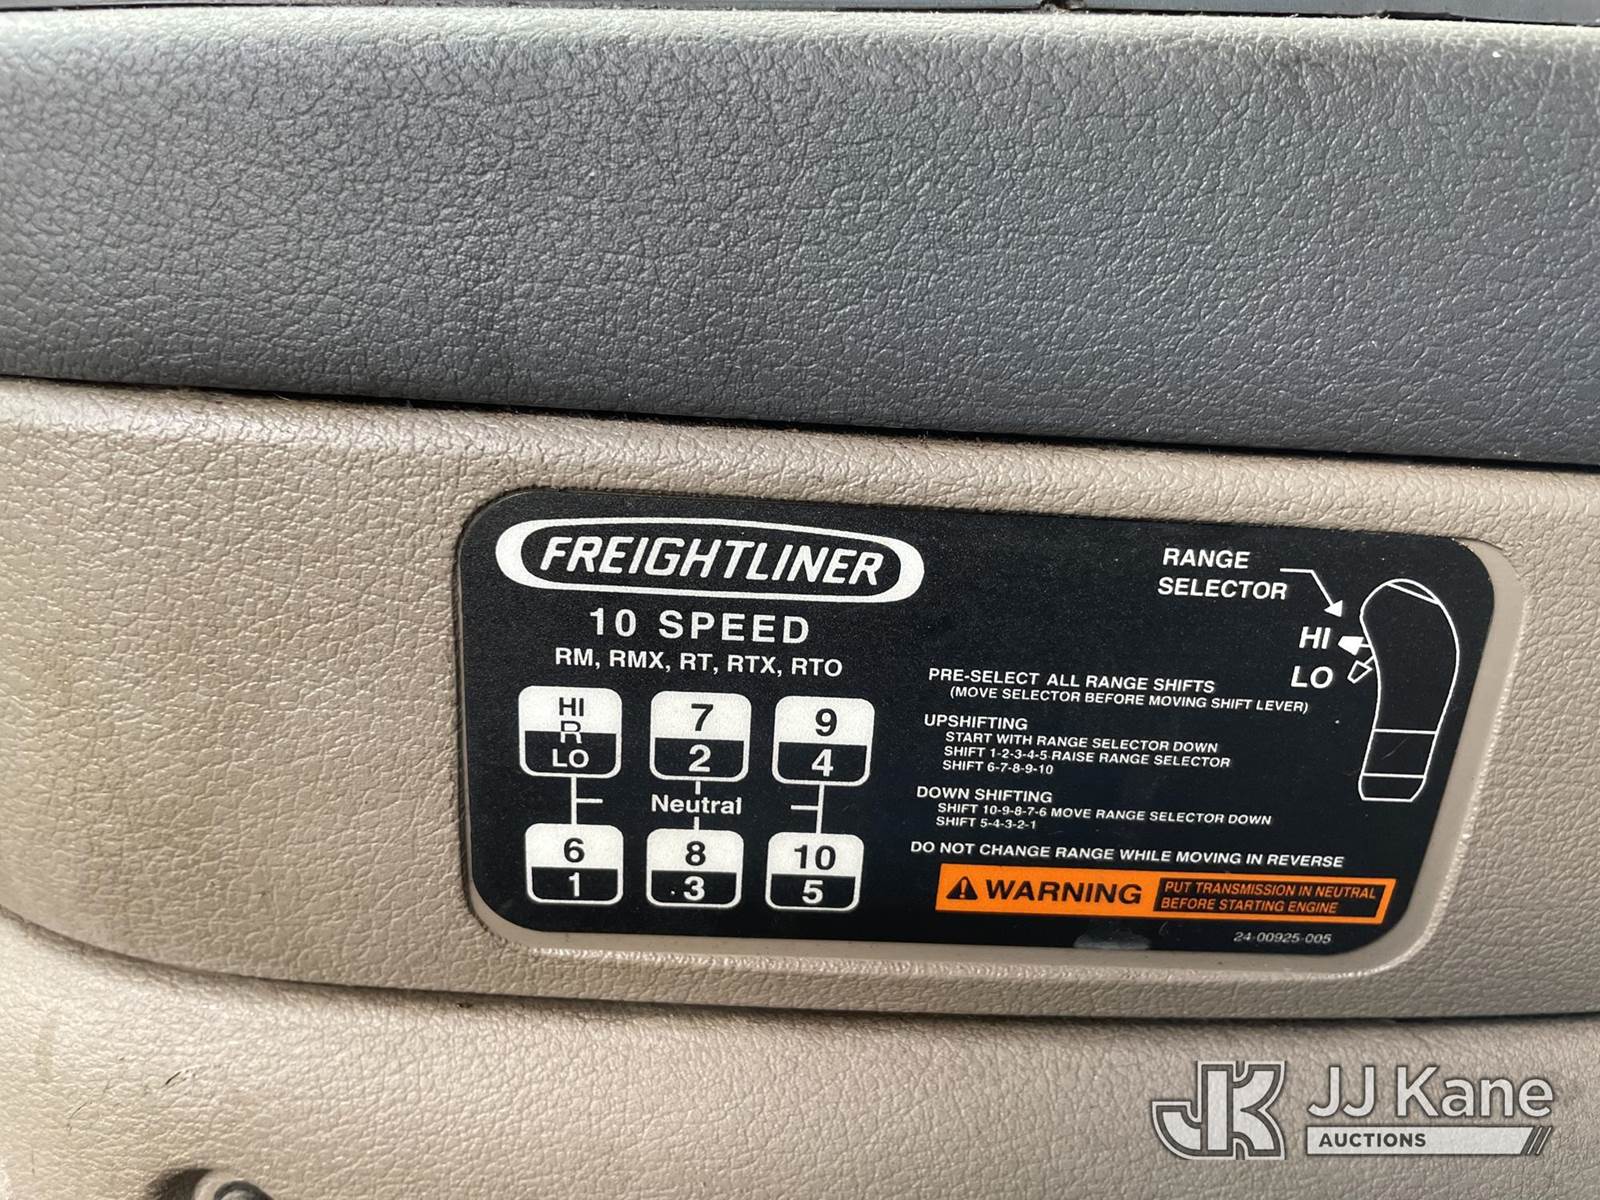 FREIGHTLINER
10 SPEED
RM, RMX, RT, RTX, RTO
HI
R
LO
7
2
9
4
Neutral
6
1
8
3
10
5
RANGE
SELECTOR
HI
LO
PRE-SELECT ALL RANGE SHIFTS
(MOVE SELECTOR BEFORE MOVING SHIFT LEVER)
UPSHIFTING
START WITH RANGE SELECTOR DOWN
SHIFT 1-2-3-4-5 RAISE RANGE SELECTOR
SHIFT 6-7-8-9-10
DOWN SHIFTING
SHIFT 10-9-8-7-6 MOVE RANGE SELECTOR DOWN
SHIFT 5-4-3-2-1
DO NOT CHANGE RANGE WHILE MOVING IN REVERSE
WARNING
PUT TRANSMISSION IN NEUTRAL
BEFORE STARTING ENGINE
24-00925-005
JK JJ Kane
AUCTIONS